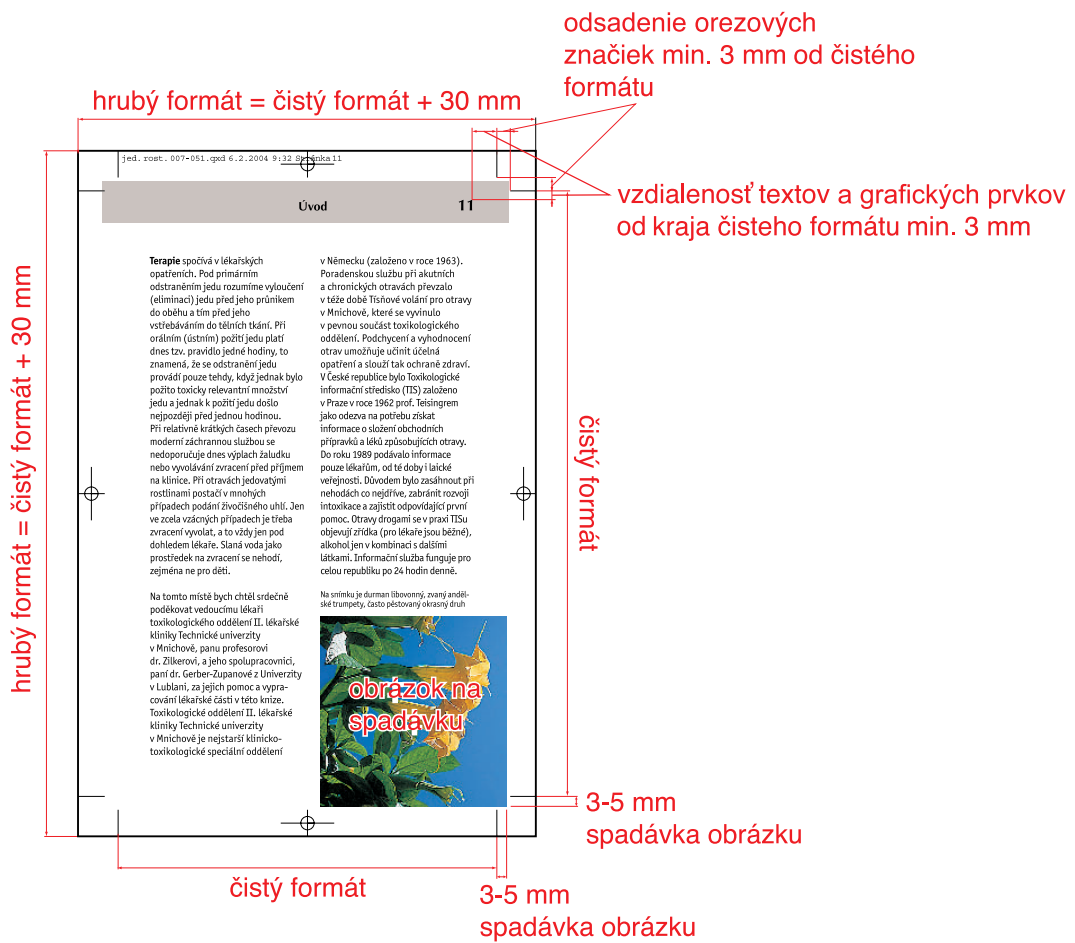 odsadenie orezových
značiek min. 3 mm od čistého
formátu
hrubý formát = čistý formát + 30 mm
jed. rost. 007-051.qxd 6.2.2004 9:32 Stránka 11
vzdialenosť textov a grafických prvkov
od kraja čisteho formátu min. 3 mm
Úvod 11
hrubý formát = čistý formát + 30 mm
Terapie spočívá v lékařských
opatřeních. Pod primárním
odstraněním jedu rozumíme vyloučení
(eliminaci) jedu před jeho průnikem
do oběhu a tím před jeho
vstřebáváním do tělních tkání. Při
orálním (ústním) požití jedu platí
dnes tzv. pravidlo jedné hodiny, to
znamená, že se odstranění jedu
provádí pouze tehdy, když jednak bylo
požito toxicky relevantní množství
jedu a jednak k požití jedu došlo
nejpozději před jednou hodinou.
Při relativně krátkých časech převozu
moderní záchrannou službou se
nedoporučuje dnes výplach žaludku
nebo vyvolávání zvracení před příjmem
na klinice. Při otravách jedovatými
rostlinami postačí v mnohých
případech podání živočišného uhlí. Jen
ve zcela vzácných případech je třeba
zvracení vyvolat, a to vždy jen pod
dohledem lékaře. Slaná voda jako
prostředek na zvracení se nehodí,
zejména ne pro děti.
Na tomto místě bych chtěl srdečně
poděkovat vedoucímu lékaři
toxikologického oddělení II. lékařské
kliniky Technické univerzity
v Mnichově, panu profesorovi
dr. Zilkerovi, a jeho spolupracovnici,
paní dr. Gerber-Zupanové z Univerzity
v Lublani, za jejich pomoc a vypra-
cování lékařské části v této knize.
Toxikologické oddělení II. lékařské
kliniky Technické univerzity
v Mnichově je nejstarší klinicko-
toxikologické speciální oddělení
v Německu (založeno v roce 1963).
Poradenskou službu při akutních
a chronických otravách převzalo
v téže době Tísňové volání pro otravy
v Mnichově, které se vyvinulo
v pevnou součást toxikologického
oddělení. Podchycení a vyhodnocení
otrav umožňuje učinit účelná
opatření a slouží tak ochraně zdraví.
V České republice bylo Toxikologické
informační středisko (TIS) založeno
v Praze v roce 1962 prof. Teisingrem
jako odezva na potřebu získat
informace o složení obchodních
přípravků a léků způsobujících otravy.
Do roku 1989 podávalo informace
pouze lékařům, od té doby i laické
veřejnosti. Důvodem bylo zasáhnout při
nehodách co nejdříve, zabránit rozvoji
intoxikace a zajistit odpovídající první
pomoc. Otravy drogami se v praxi TISu
objevují zřídka (pro lékaře jsou běžné),
alkohol jen v kombinaci s dalšími
látkami. Informační služba funguje pro
celou republiku po 24 hodin denně.
Na snímku je durman libovonný, zvaný anděl-
ské trumpety, často pěstovaný okrasný druh
obrázok na
spadávku
čistý formát
3-5 mm
spadávka obrázku
čistý formát
3-5 mm
spadávka obrázku